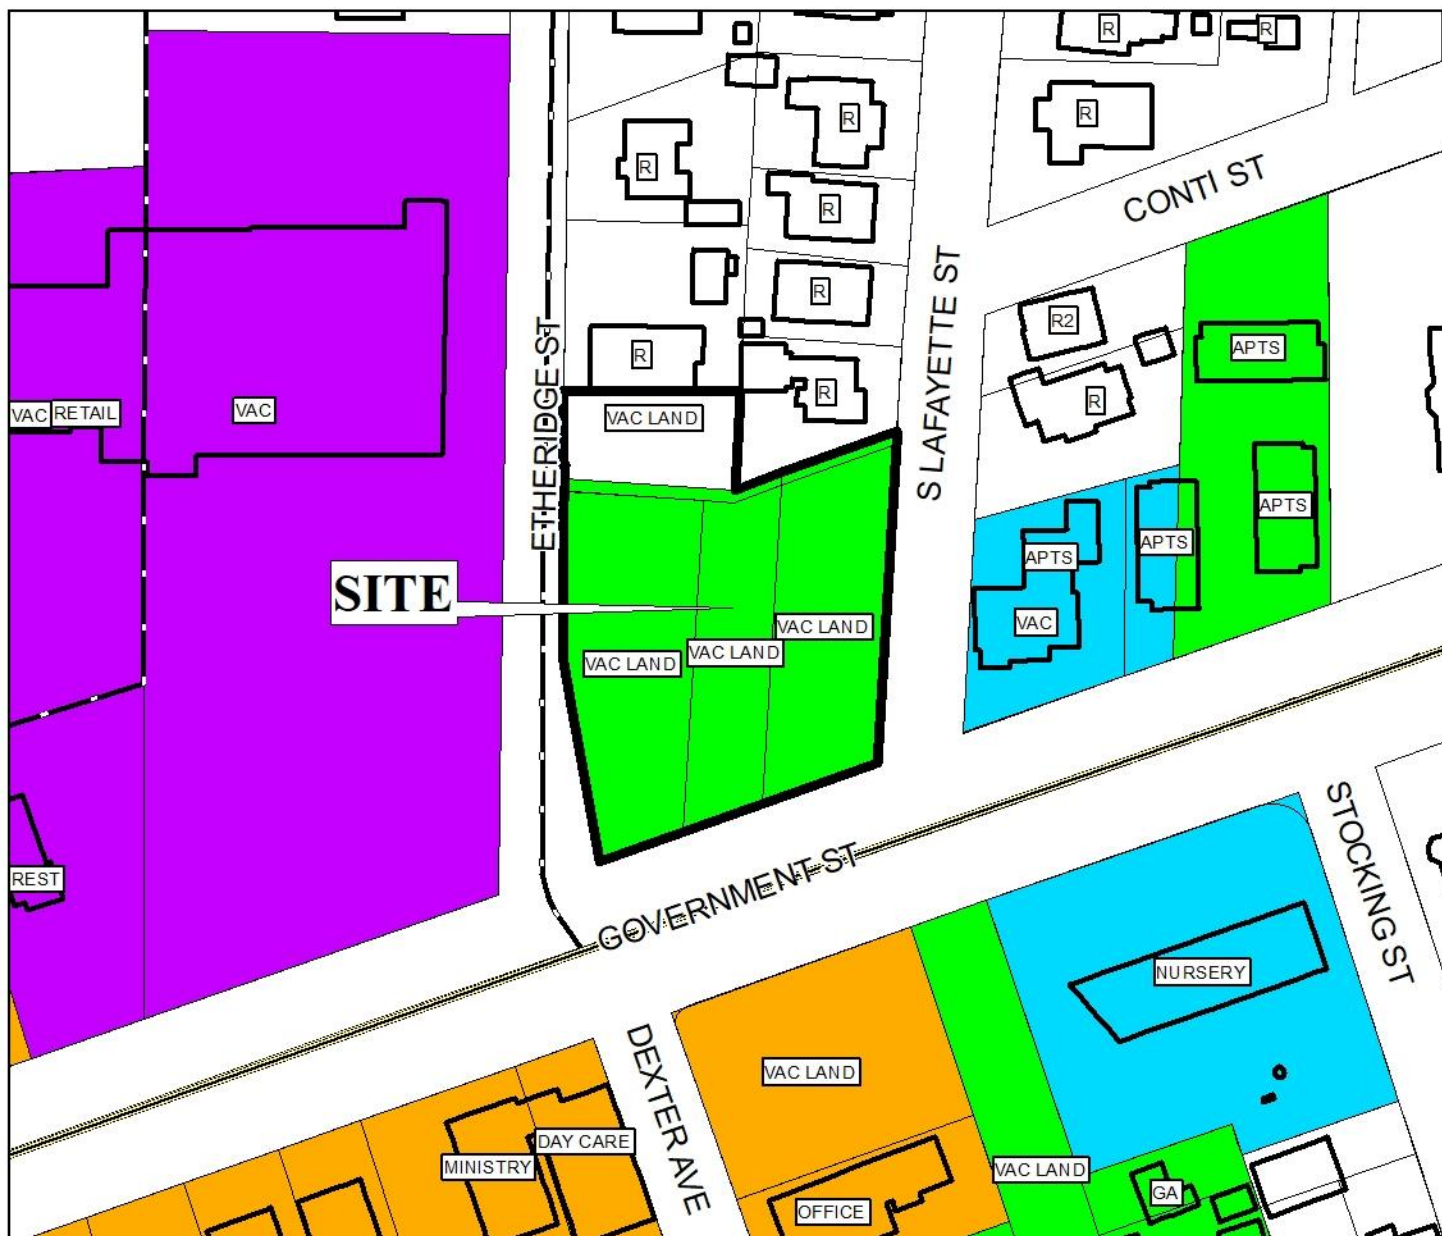 R
R
R
R
R
CONTI ST
R
S LAFAYETTE ST
R
R2
ETHERIDGE ST
R
APTS
R
R
VAC
RETAIL
VAC
VAC LAND
APTS
APTS
APTS
SITE
VAC
VAC LAND
VAC LAND
VAC LAND
STOCKING ST
GOVERNMENT ST
REST
NURSERY
DEXTER AVE
VAC LAND
DAY CARE
MINISTRY
VAC LAND
GA
OFFICE